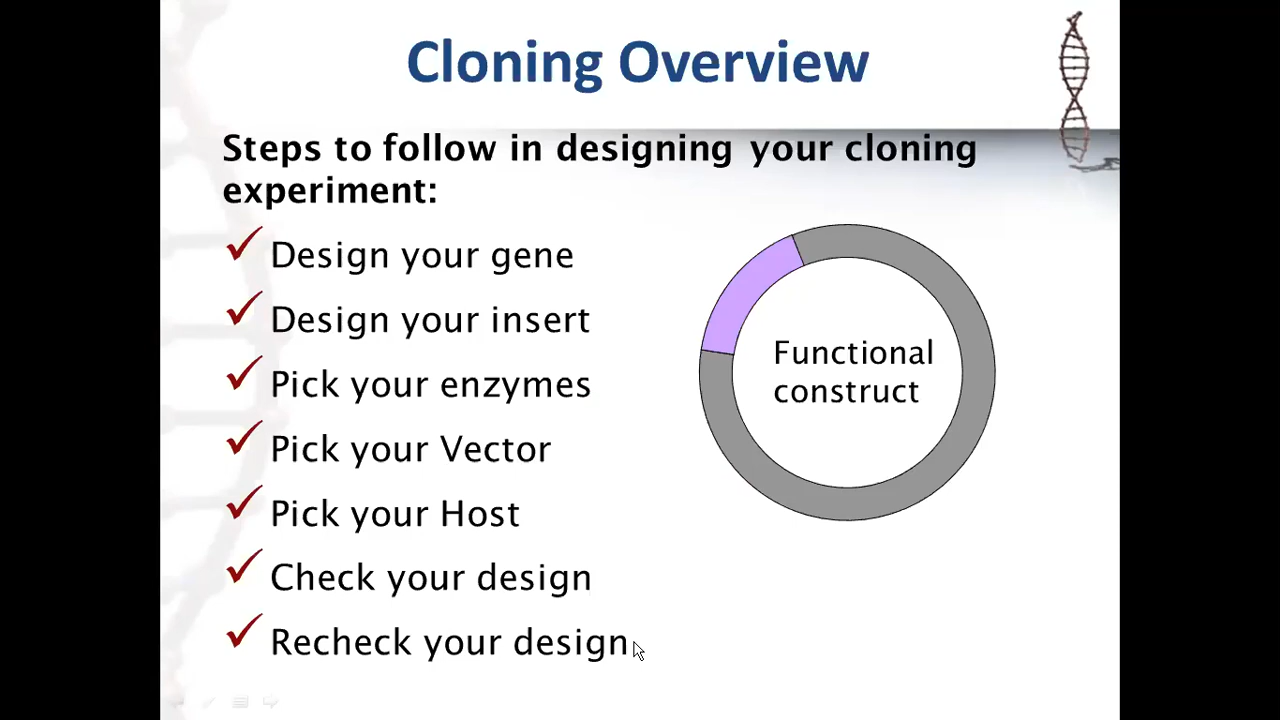 Cloning Overview
Steps to follow in designing your cloning
experiment:
Design your gene
Design your insert
Pick your enzymes
Pick your Vector
Pick your Host
Check your design
Recheck your design
Functional
construct